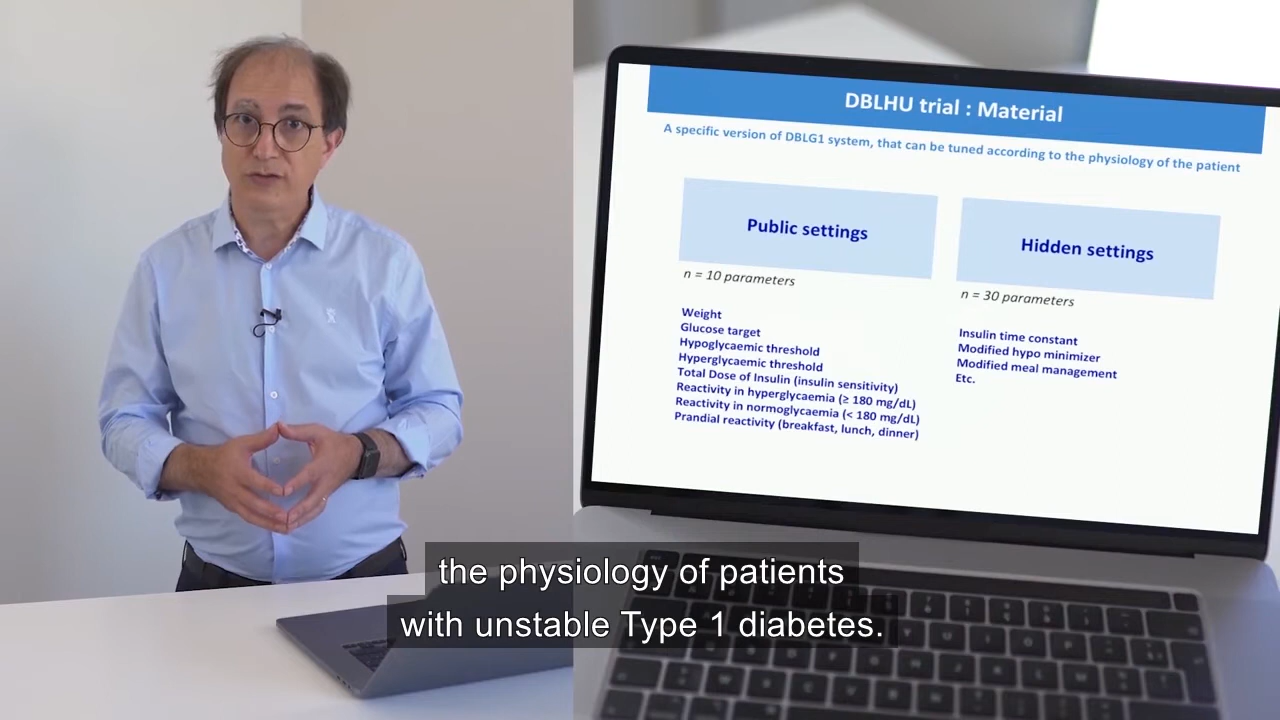 DBLHU trial : Material
A specific version of DBLG1 system, that can be tuned according to the physiology of the patient
Public settings
n = 10 parameters
Weight
Glucose target
Hypoglycaemic threshold
Hyperglycaemic threshold
Total Dose of Insulin (insulin sensitivity)
Reactivity in hyperglycaemia (≥ 180 mg/dL)
Reactivity in normoglycaemia (< 180 mg/dL)
Prandial reactivity (breakfast, lunch, dinner)
Hidden settings
n = 30 parameters
Insulin time constant
Modified hypo minimizer
Modified meal management
Etc.
the physiology of patients
with unstable Type 1 diabetes.